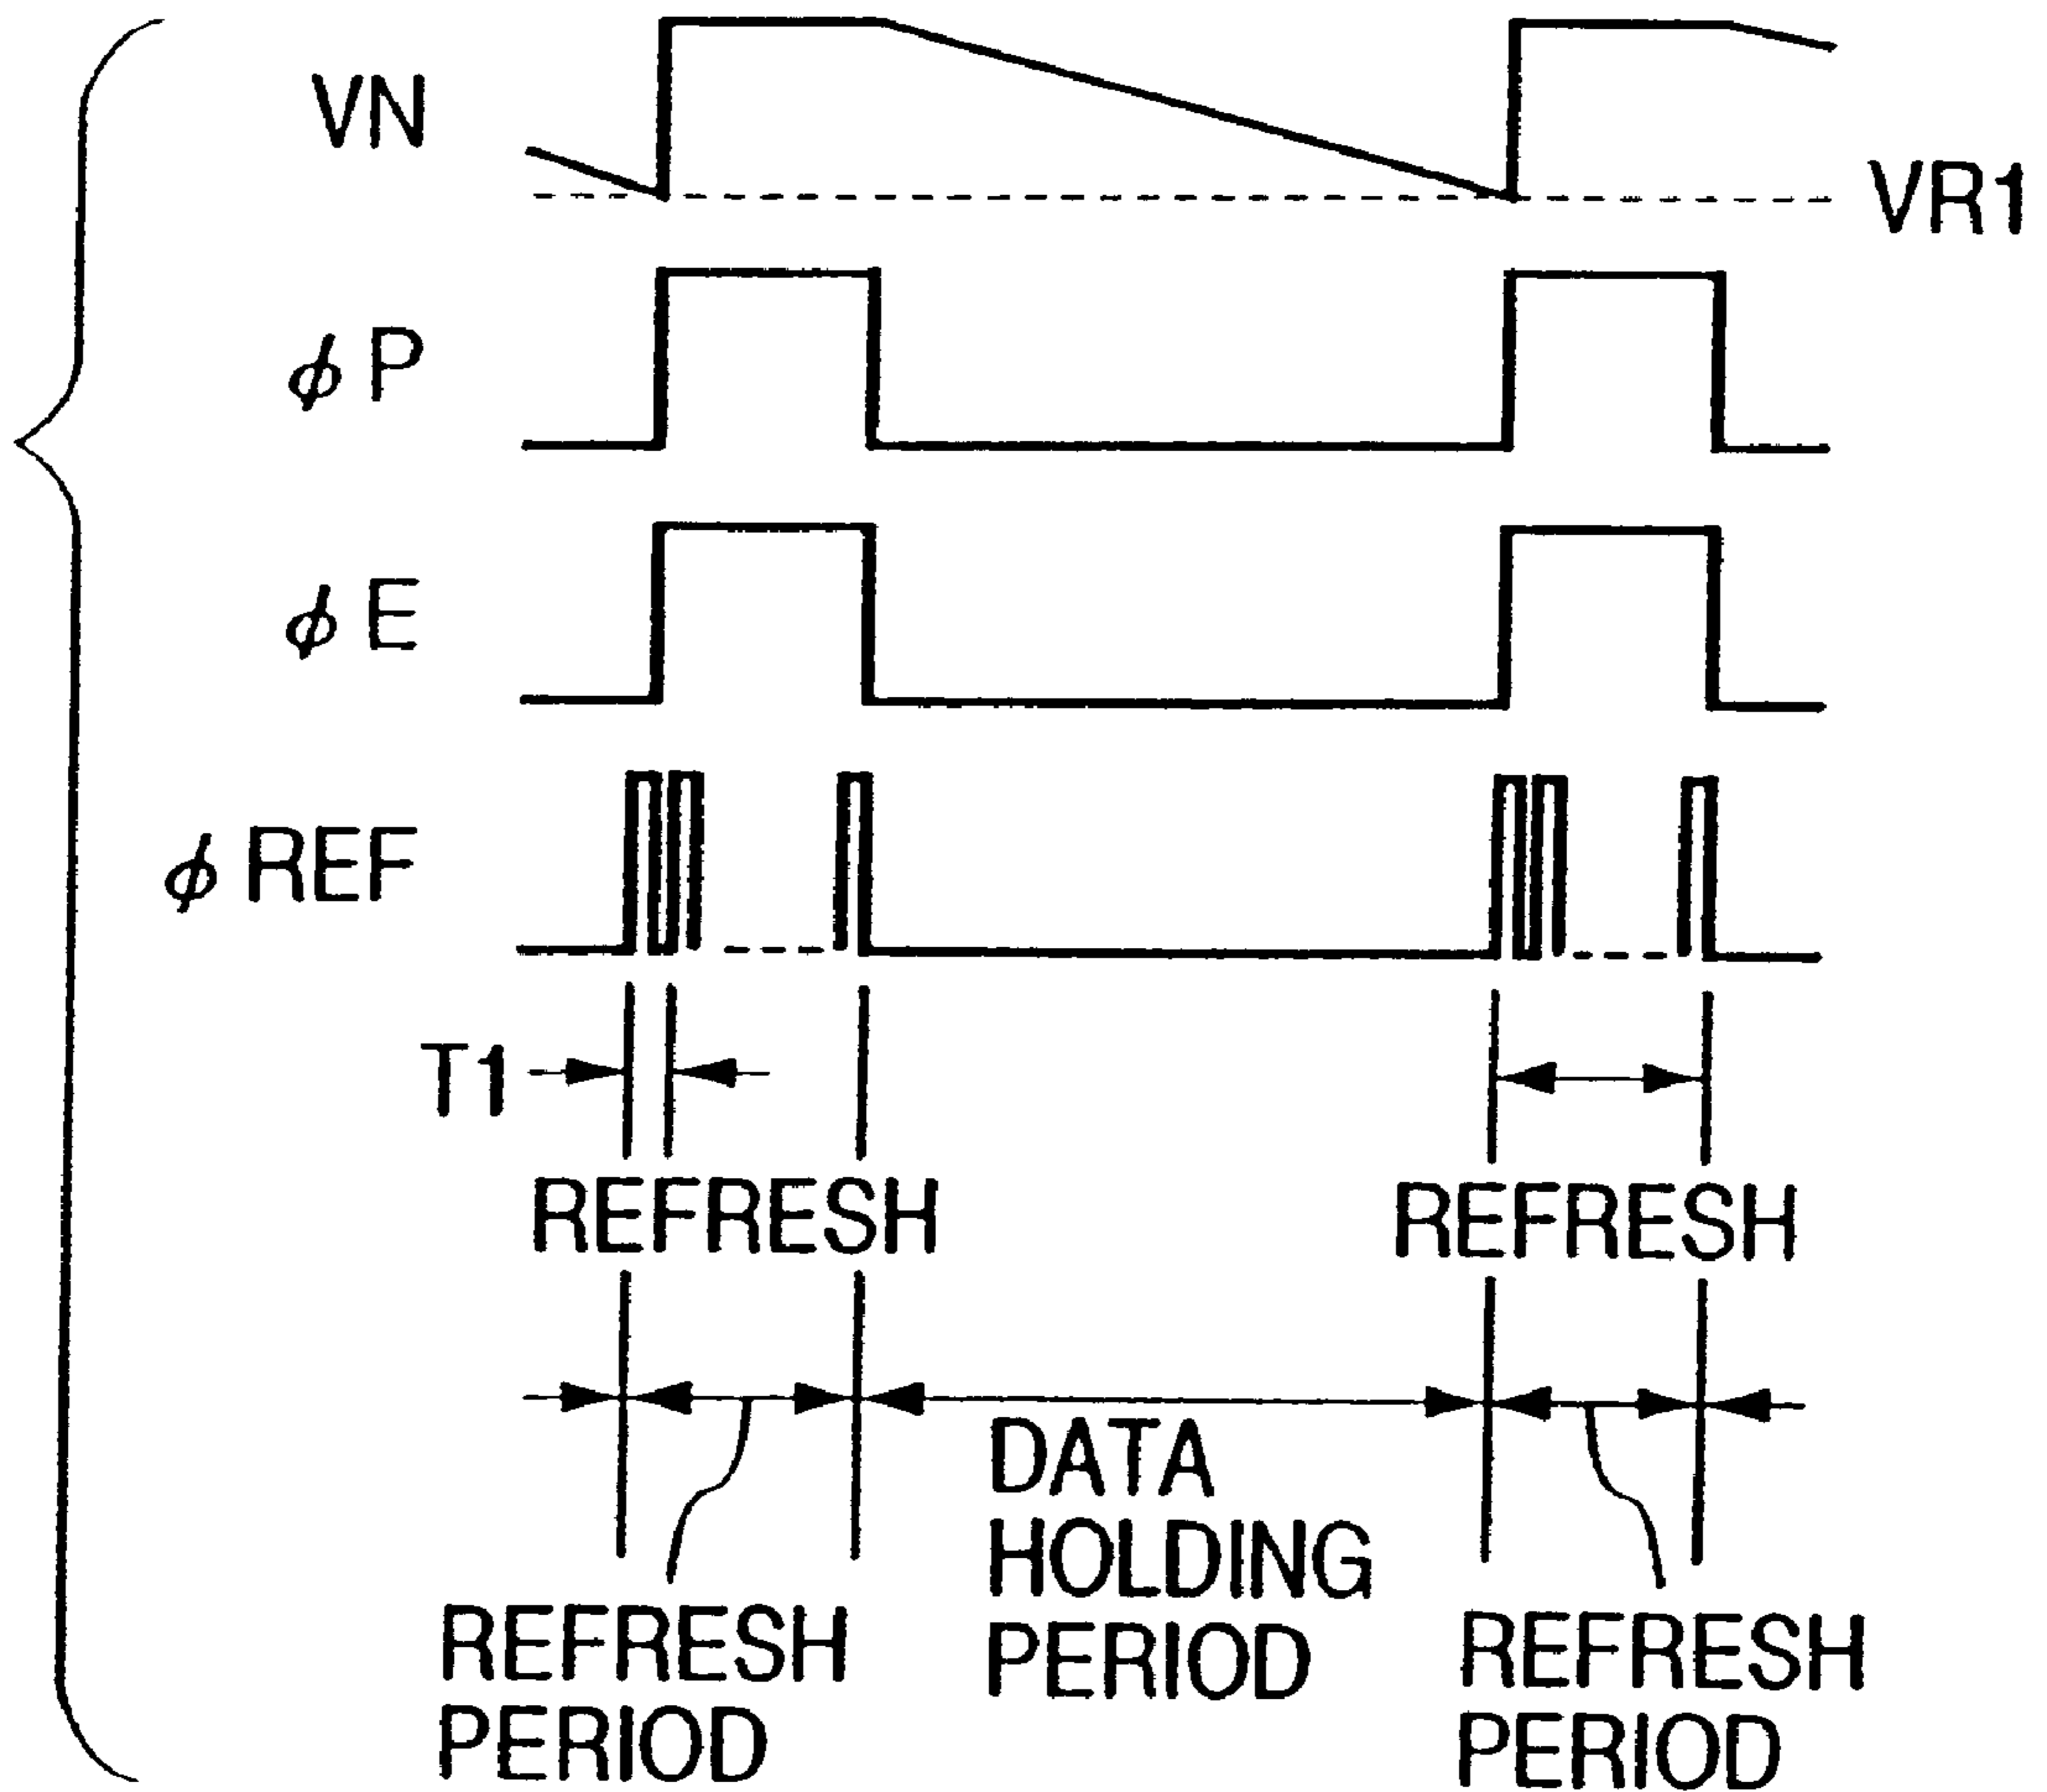 VN
VR1
φP
φE
φREF
T1
REFRESH
REFRESH
DATA
HOLDING
PERIOD
REFRESH
PERIOD
REFRESH
PERIOD